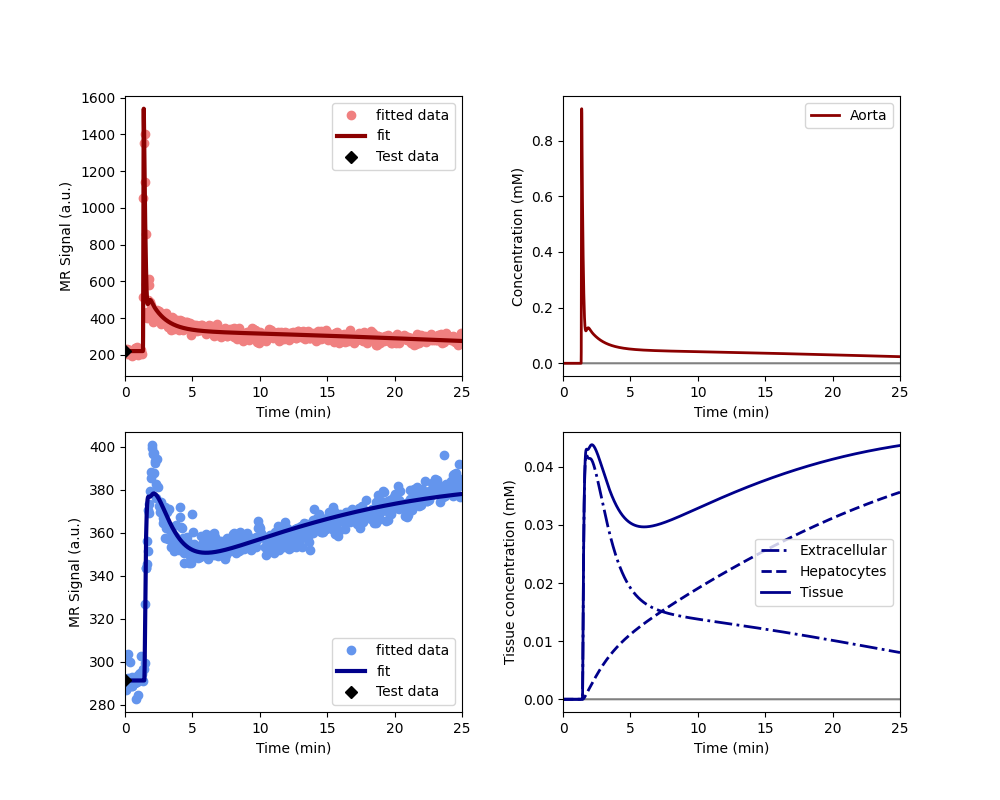 MR Signal (a.u.)
1600
1400
1200
1000
800
600
400
200
0 5 10 15 20 25
Time (min)
fitted data
fit
Test data
Concentration (mM)
0.8
0.6
0.4
0.2
0.0
0 5 10 15 20 25
Time (min)
Aorta
MR Signal (a.u.)
400
380
360
340
320
300
280
0 5 10 15 20 25
Time (min)
fitted data
fit
Test data
Tissue concentration (mM)
0.04
0.03
0.02
0.01
0.00
0 5 10 15 20 25
Time (min)
Extracellular
Hepatocytes
Tissue